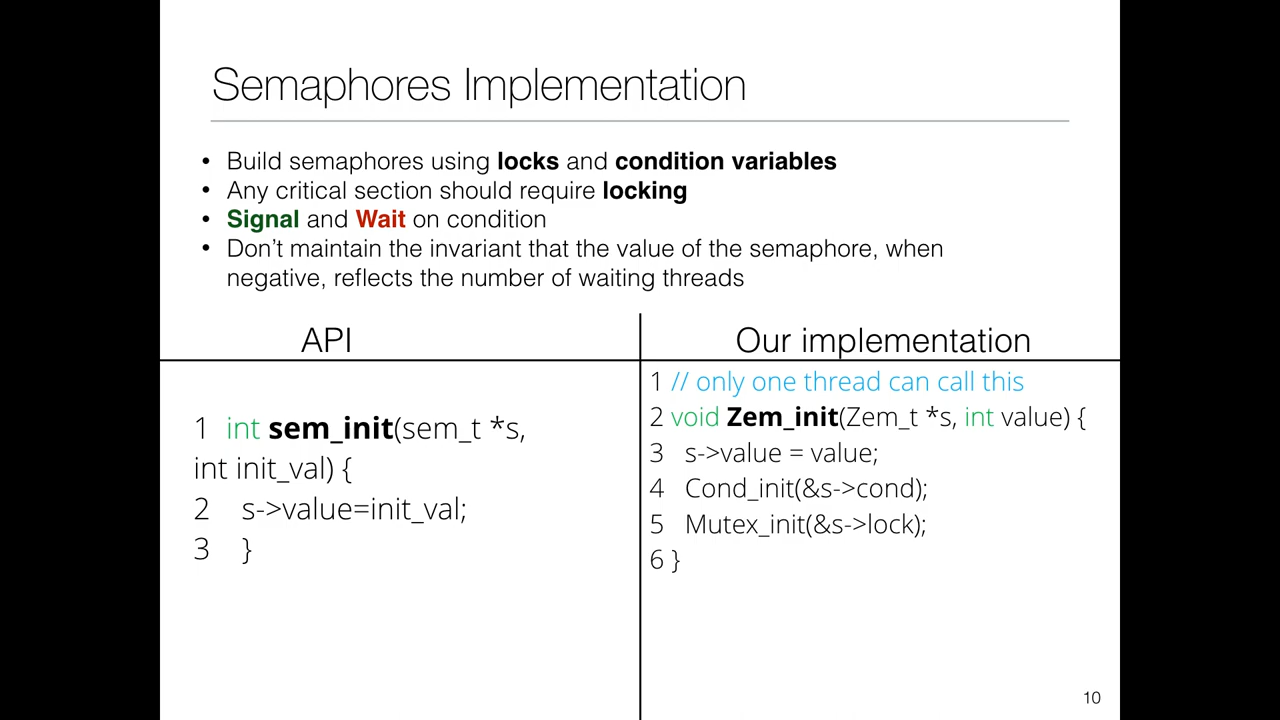 Semaphores Implementation
• Build semaphores using locks and condition variables
• Any critical section should require locking
• Signal and Wait on condition
• Don't maintain the invariant that the value of the semaphore, when
negative, reflects the number of waiting threads
API
1 int sem_init(sem_t *s,
int init_val) {
2 s->value=init_val;
3 }
Our implementation
1 // only one thread can call this
2 void Zem_init(Zem_t *s, int value) {
3 s->value = value;
4 Cond_init(&s->cond);
5 Mutex_init(&s->lock);
6 }
10